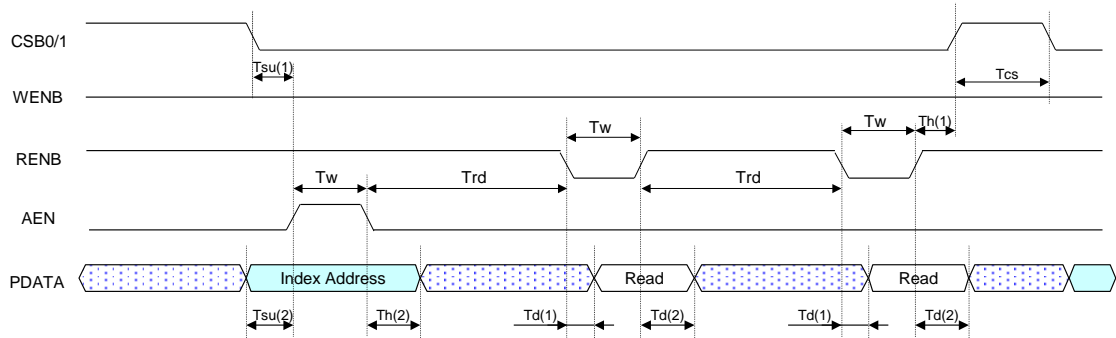 CSB0/1
Tsu(1)
Tcs
WENB
Tw
Tw
Th(1)
RENB
Tw
Trd
Trd
AEN
PDATA
Index Address
Read
Read
Tsu(2)
Th(2)
Td(1)
Td(2)
Td(1)
Td(2)